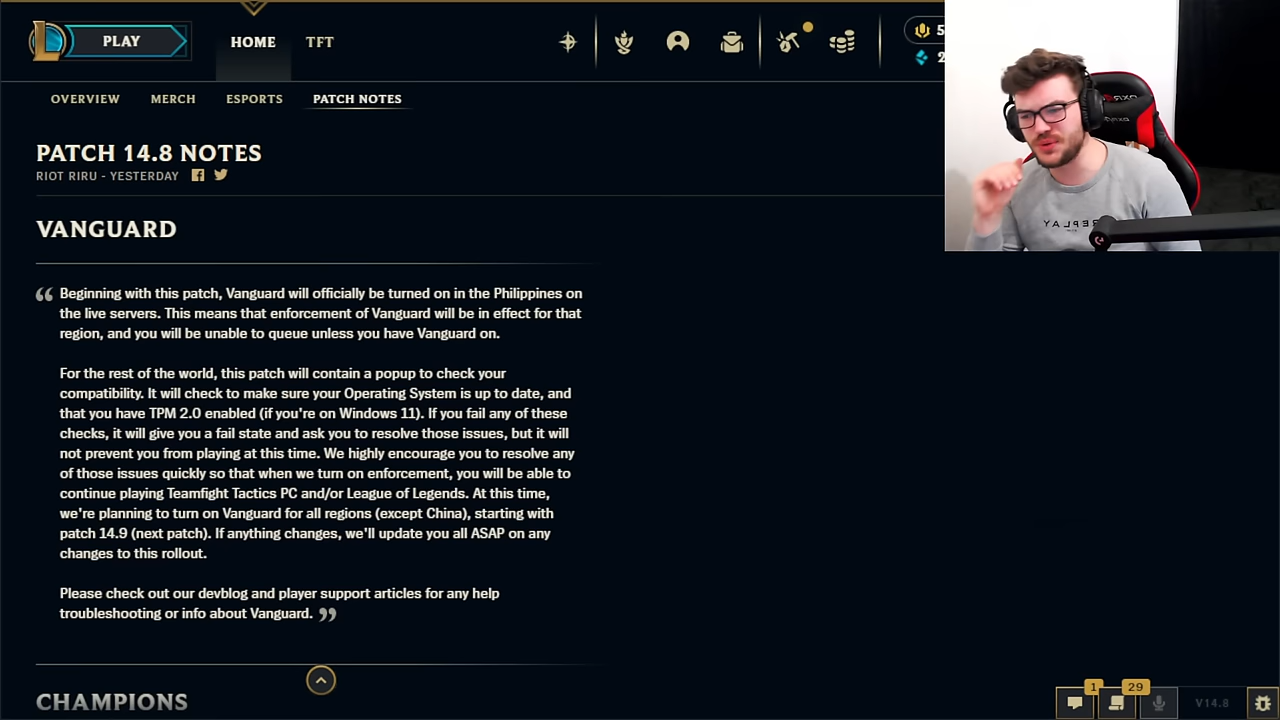 PLAY
HOME
TFT
5
2
OVERVIEW
MERCH
ESPORTS
PATCH NOTES
PATCH 14.8 NOTES
RIOT RIRU - YESTERDAY
VANGUARD
“ Beginning with this patch, Vanguard will officially be turned on in the Philippines on
the live servers. This means that enforcement of Vanguard will be in effect for that
region, and you will be unable to queue unless you have Vanguard on.
For the rest of the world, this patch will contain a popup to check your
compatibility. It will check to make sure your Operating System is up to date, and
that you have TPM 2.0 enabled (if you're on Windows 11). If you fail any of these
checks, it will give you a fail state and ask you to resolve those issues, but it will
not prevent you from playing at this time. We highly encourage you to resolve any
of those issues quickly so that when we turn on enforcement, you will be able to
continue playing Teamfight Tactics PC and/or League of Legends. At this time,
we're planning to turn on Vanguard for all regions (except China), starting with
patch 14.9 (next patch). If anything changes, we'll update you all ASAP on any
changes to this rollout.
Please check out our devblog and player support articles for any help
troubleshooting or info about Vanguard. ”
CHAMPIONS
REPLAY
1
29
V14.8